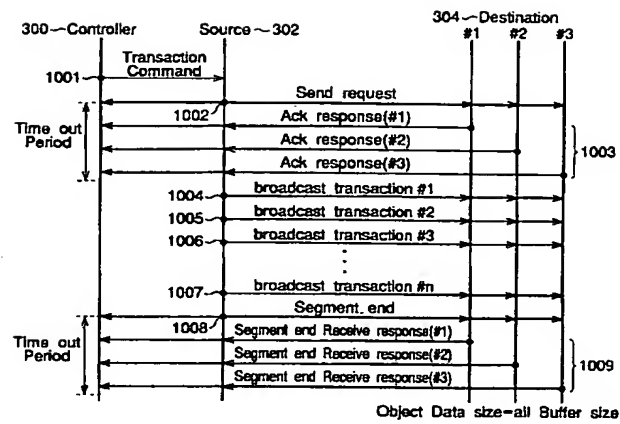 300~Controller
Source~302
304~Destination
#1 #2 #3
1001~
Transaction
Command
Send request
1002~
Time out
Period
Ack response(#1)
Ack response(#2)
Ack response(#3)
1003
1004~
broadcast transaction #1
1005~
broadcast transaction #2
1006~
broadcast transaction #3
1007~
broadcast transaction #n
Segment end
1008~
Time out
Period
Segment end Receive response(#1)
Segment end Receive response(#2)
Segment end Receive response(#3)
1009
Object Data size=all Buffer size